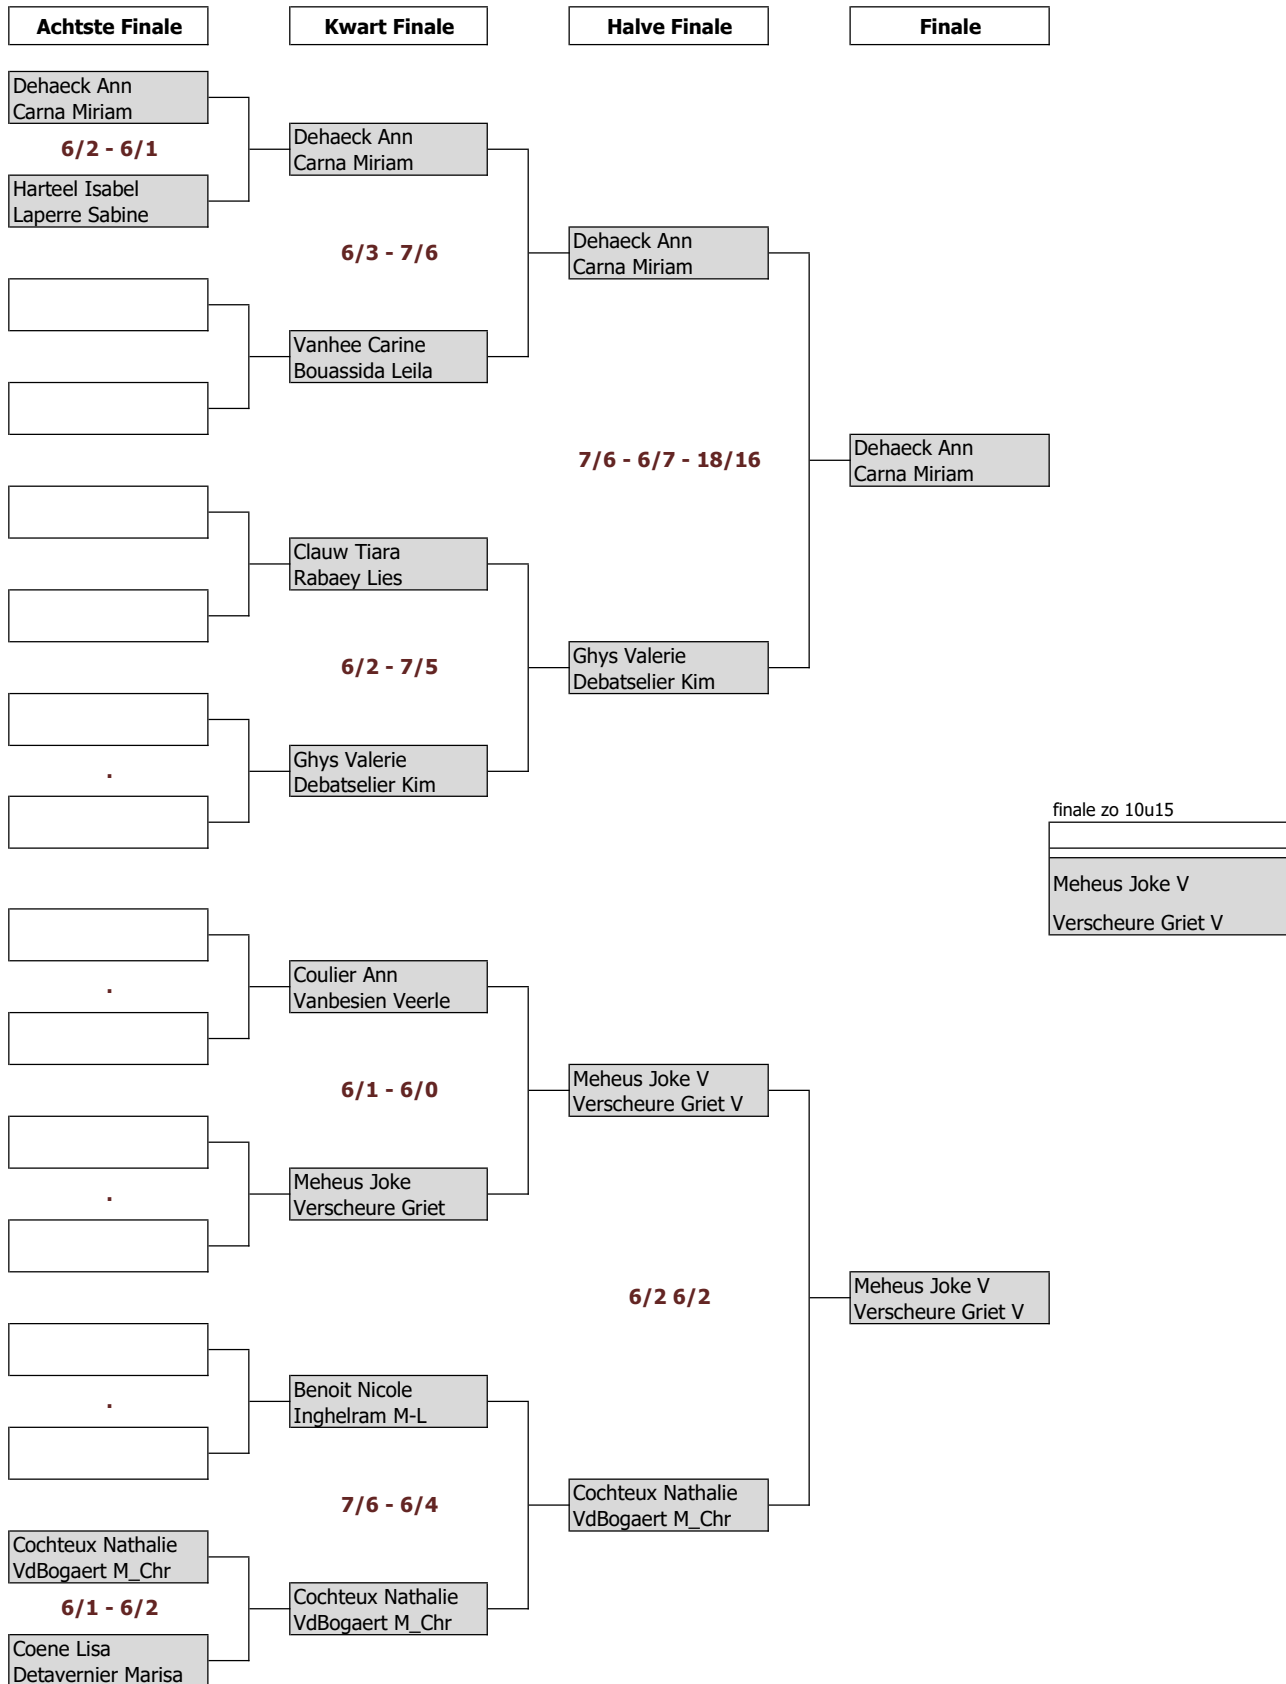 Achtste Finale
Kwart Finale
Halve Finale
Finale
Dehaeck Ann
Carna Miriam
6/2 - 6/1
Harteel Isabel
Laperre Sabine
Dehaeck Ann
Carna Miriam
6/3 - 7/6
Vanhee Carine
Bouassida Leila
Dehaeck Ann
Carna Miriam
7/6 - 6/7 - 18/16
Dehaeck Ann
Carna Miriam
Clauw Tiara
Rabaey Lies
6/2 - 7/5
Ghys Valerie
Debatselier Kim
.
Ghys Valerie
Debatselier Kim
finale zo 10u15
Meheus Joke V
Verscheure Griet V
.
Coulier Ann
Vanbesien Veerle
6/1 - 6/0
Meheus Joke V
Verscheure Griet V
.
Meheus Joke
Verscheure Griet
6/2 6/2
Meheus Joke V
Verscheure Griet V
.
Benoit Nicole
Inghelram M-L
7/6 - 6/4
Cochteux Nathalie
VdBogaert M_Chr
Cochteux Nathalie
VdBogaert M_Chr
6/1 - 6/2
Coene Lisa
Detavernier Marisa
Cochteux Nathalie
VdBogaert M_Chr